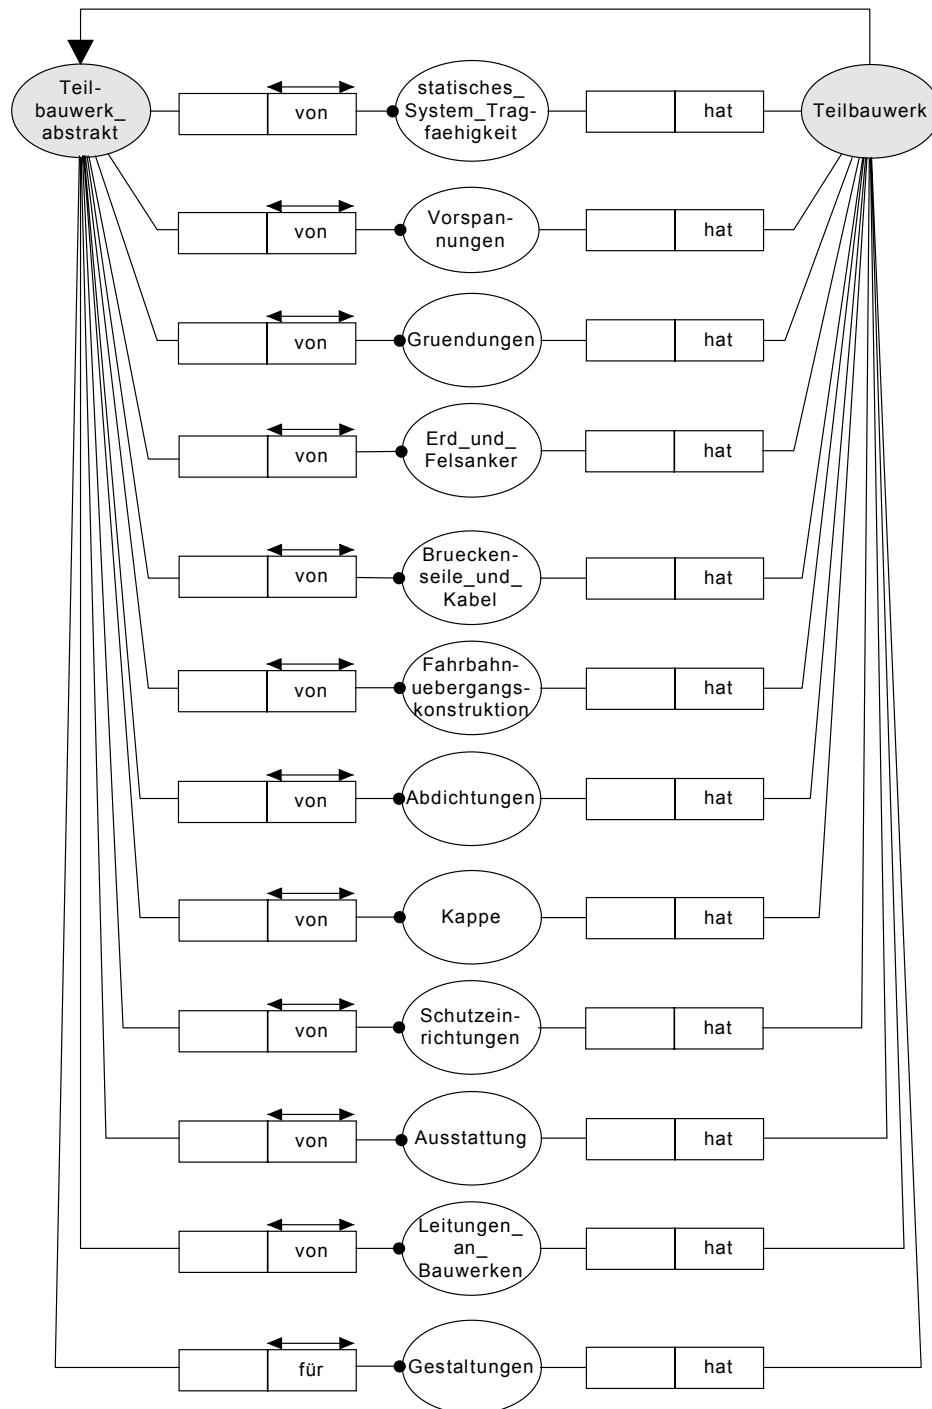 Teil-
bauwerk_
abstrakt
von
statisches_
System_Trag-
faehigkeit
hat
Teilbauwerk
von
Vorspan-
nungen
hat
von
Gruendungen
hat
von
Erd_und_
Felsanker
hat
von
Bruecken-
seile_und_
Kabel
hat
von
Fahrbahn-
uebergangs-
konstruktion
hat
von
Abdichtungen
hat
von
Kappe
hat
von
Schutzein-
richtungen
hat
von
Ausstattung
hat
von
Leitungen_
an_
Bauwerken
hat
für
Gestaltungen
hat